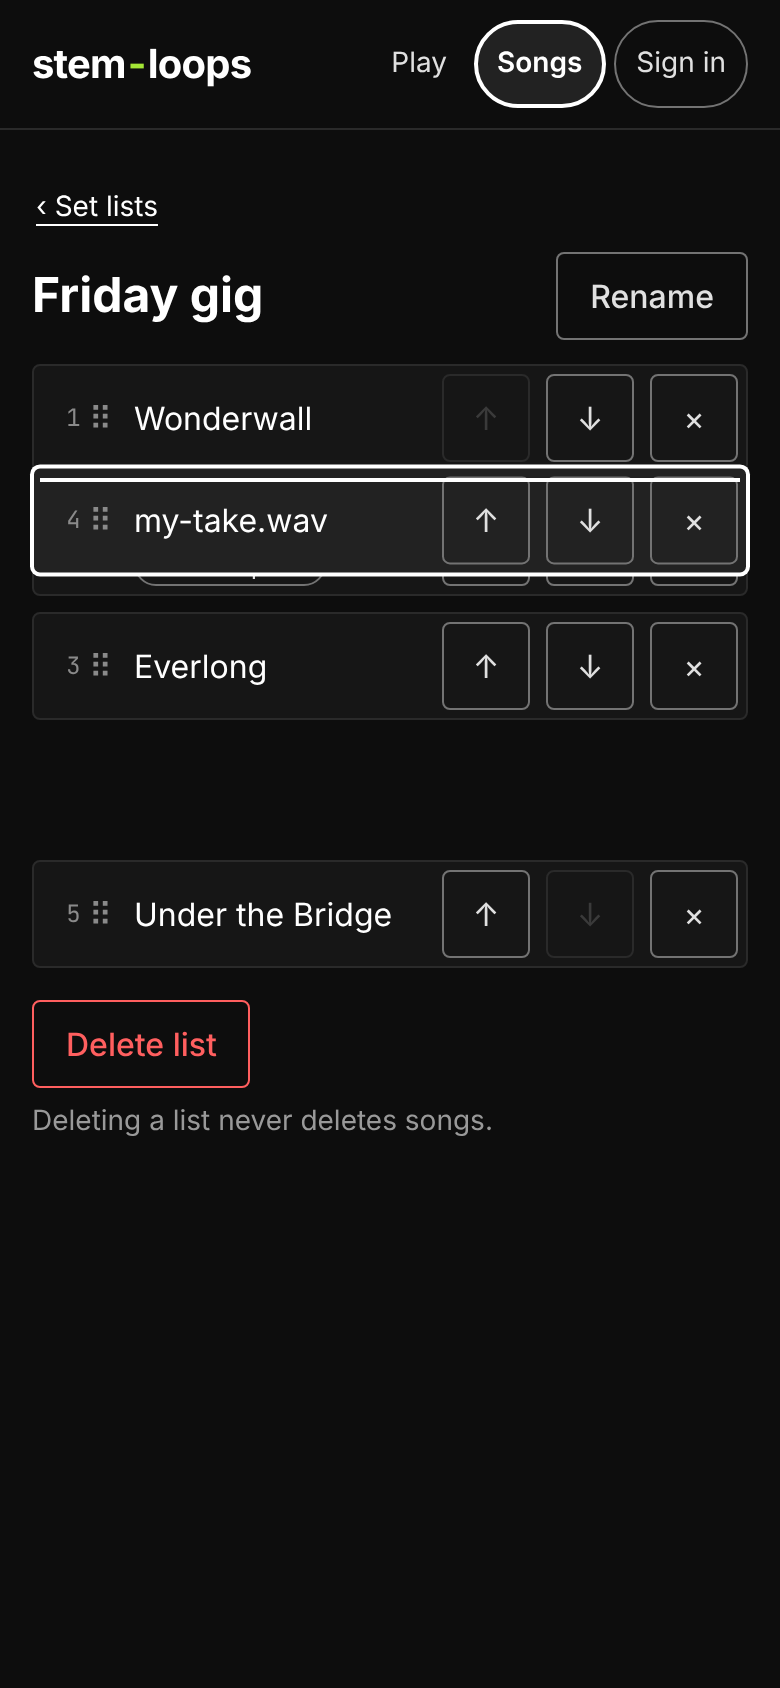 stem-loops
Play Songs Sign in
‹ Set lists
Friday gig Rename
1 Wonderwall ↑ ↓ ×
4 my-take.wav ↑ ↓ ×
3 Everlong ↑ ↓ ×
5 Under the Bridge ↑ ↓ ×
Delete list
Deleting a list never deletes songs.